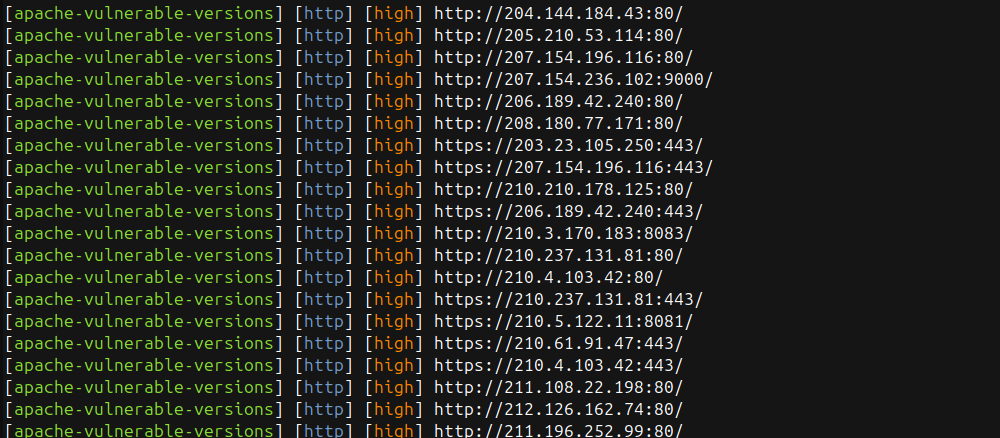 [apache-vulnerable-versions] [http] [high] http://204.144.184.43:80/
[apache-vulnerable-versions] [http] [high] http://205.210.53.114:80/
[apache-vulnerable-versions] [http] [high] http://207.154.196.116:80/
[apache-vulnerable-versions] [http] [high] http://207.154.236.102:9000/
[apache-vulnerable-versions] [http] [high] http://206.189.42.240:80/
[apache-vulnerable-versions] [http] [high] http://208.180.77.171:80/
[apache-vulnerable-versions] [http] [high] https://203.23.105.250:443/
[apache-vulnerable-versions] [http] [high] https://207.154.196.116:443/
[apache-vulnerable-versions] [http] [high] http://210.210.178.125:80/
[apache-vulnerable-versions] [http] [high] https://206.189.42.240:443/
[apache-vulnerable-versions] [http] [high] http://210.3.170.183:8083/
[apache-vulnerable-versions] [http] [high] http://210.237.131.81:80/
[apache-vulnerable-versions] [http] [high] http://210.4.103.42:80/
[apache-vulnerable-versions] [http] [high] https://210.237.131.81:443/
[apache-vulnerable-versions] [http] [high] https://210.5.122.11:8081/
[apache-vulnerable-versions] [http] [high] https://210.61.91.47:443/
[apache-vulnerable-versions] [http] [high] https://210.4.103.42:443/
[apache-vulnerable-versions] [http] [high] http://211.108.22.198:80/
[apache-vulnerable-versions] [http] [high] http://212.126.162.74:80/
[apache-vulnerable-versions] [http] [high] http://211.196.252.99:80/